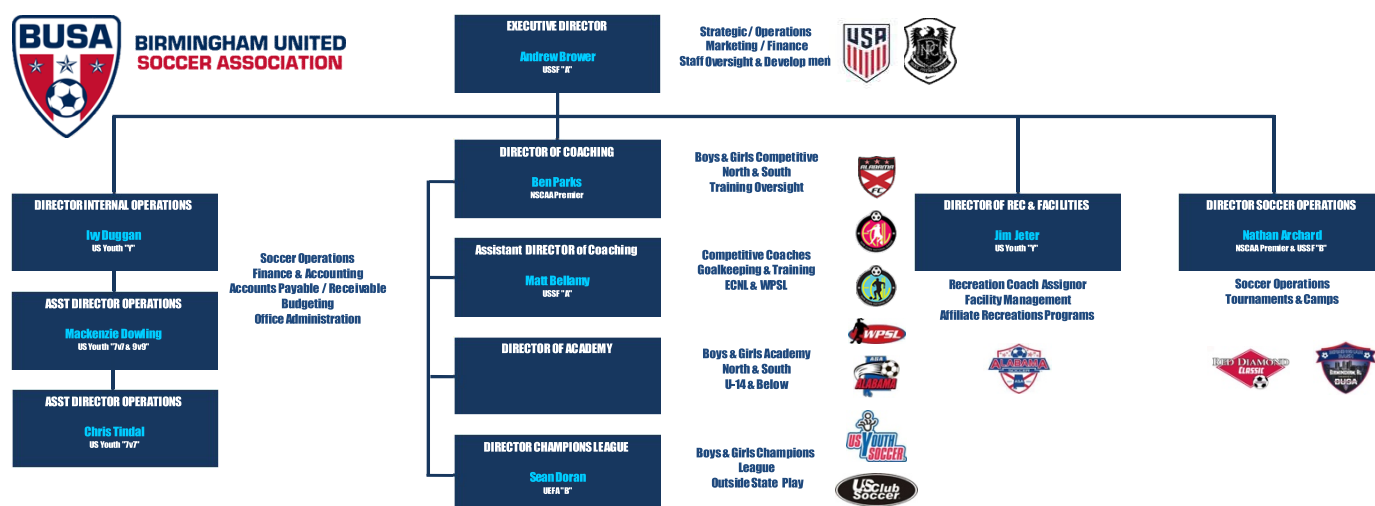 BUSA
BIRMINGHAM UNITED
SOCCER ASSOCIATION
EXECUTIVE DIRECTOR
Andrew Brower
USSF "A"
Strategic / Operations
Marketing / Finance
Staff Oversight & Develop men
USA
DIRECTOR INTERNAL OPERATIONS
Ivy Duggan
US Youth "Y"
ASST DIRECTOR OPERATIONS
Mackenzie Dowling
US Youth "7v7 & 9v9"
ASST DIRECTOR OPERATIONS
Chris Tindal
US Youth "7v7"
Soccer Operations
Finance & Accounting
Accounts Payable / Receivable
Budgeting
Office Administration
DIRECTOR OF COACHING
Ben Parks
NSCAA Premier
Assistant DIRECTOR of Coaching
Matt Bellamy
USSF "A"
DIRECTOR OF ACADEMY
DIRECTOR CHAMPIONS LEAGUE
Sean Doran
UEFA "B"
Boys & Girls Competitive
North & South
Training Oversight
Competitive Coaches
Goalkeeping & Training
ECNL & WPSL
Boys & Girls Academy
North & South
U-14 & Below
Boys & Girls Champions
League
Outside State Play
ALABAMA
FC
WPSL
ALABAMA
US YOUTH
SOCCER
US Club
Soccer
DIRECTOR OF REC & FACILITIES
Jim Jeter
US Youth "Y"
Recreation Coach Assignor
Facility Management
Affiliate Recreations Programs
ALABAMA
SOCCER
DIRECTOR SOCCER OPERATIONS
Nathan Archard
NSCAA Premier & USSF "B"
Soccer Operations
Tournaments & Camps
RED DIAMOND
CLASSIC
BUSA